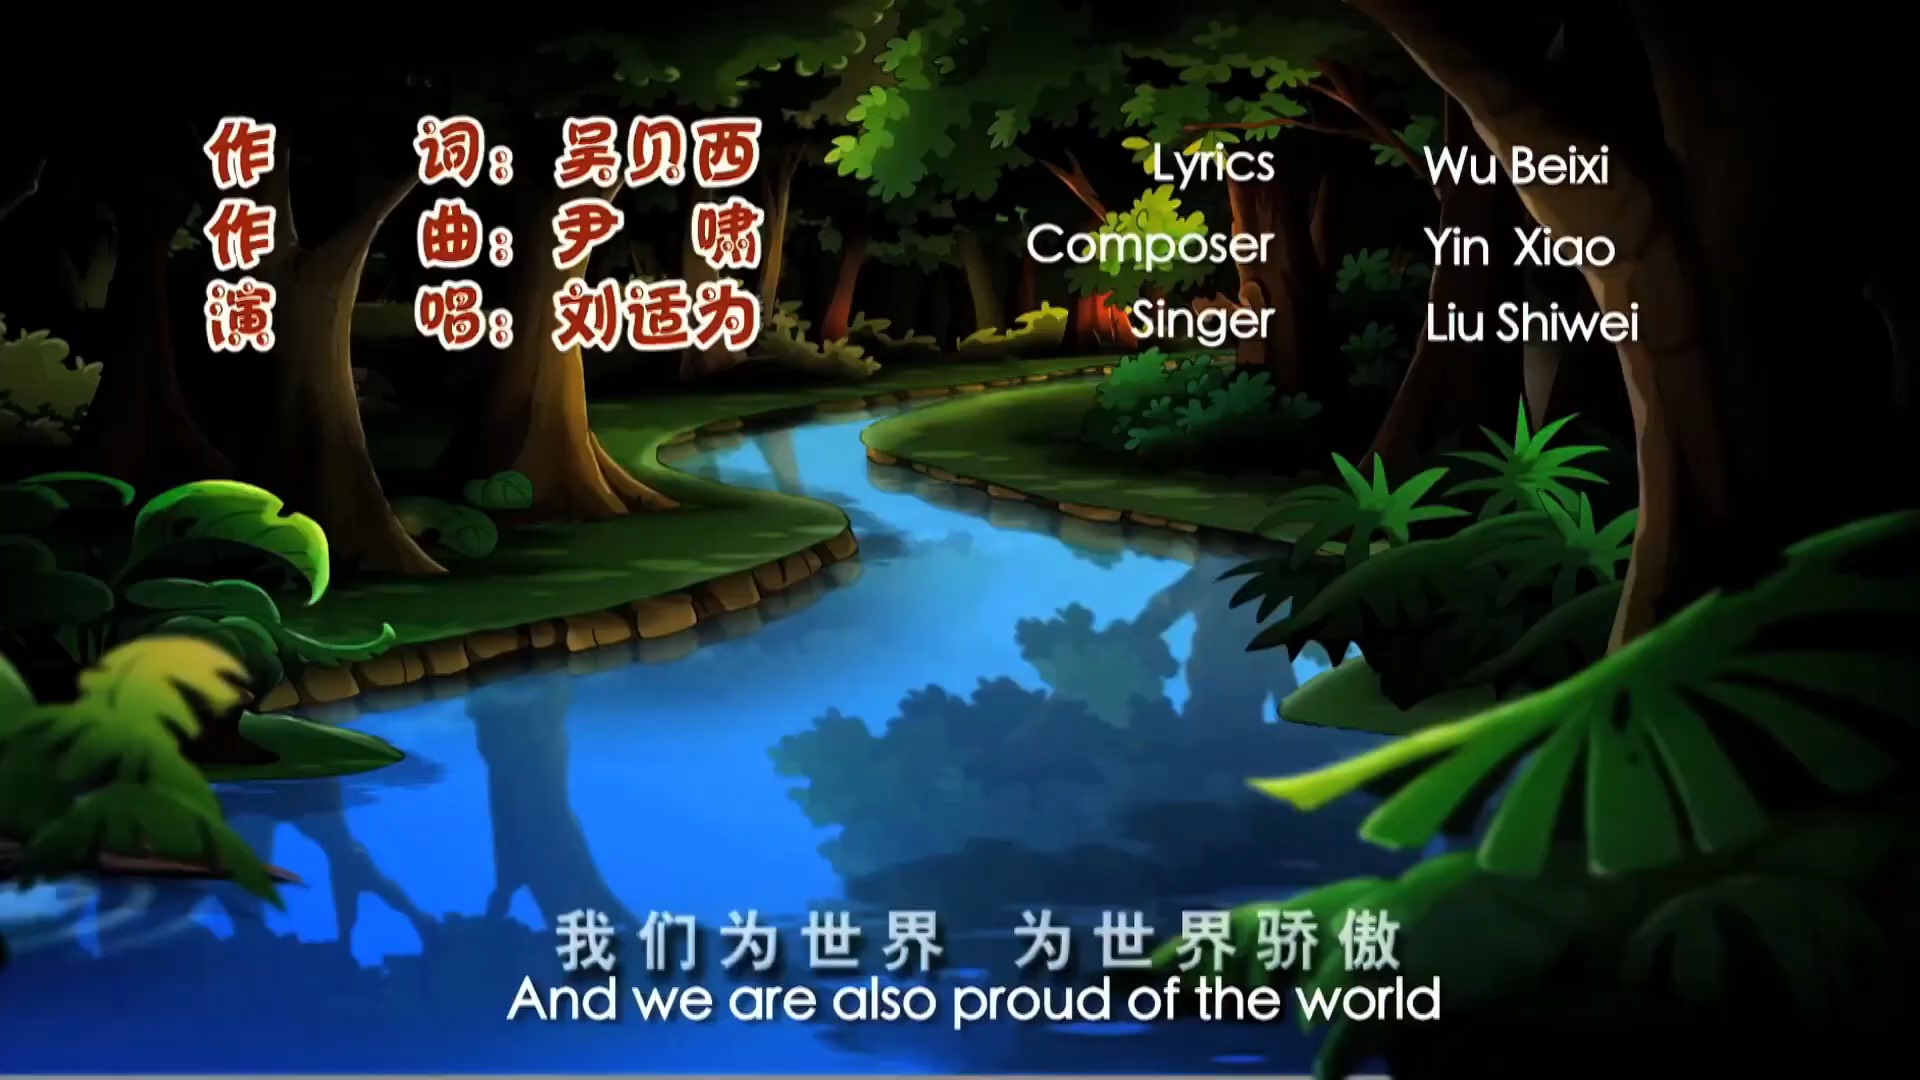 作 词：吴贝西 Lyrics Wu Beixi
作 曲：尹 啸 Composer Yin Xiao
演 唱：刘适为 Singer Liu Shiwei
我们为世界 为世界骄傲
And we are also proud of the world